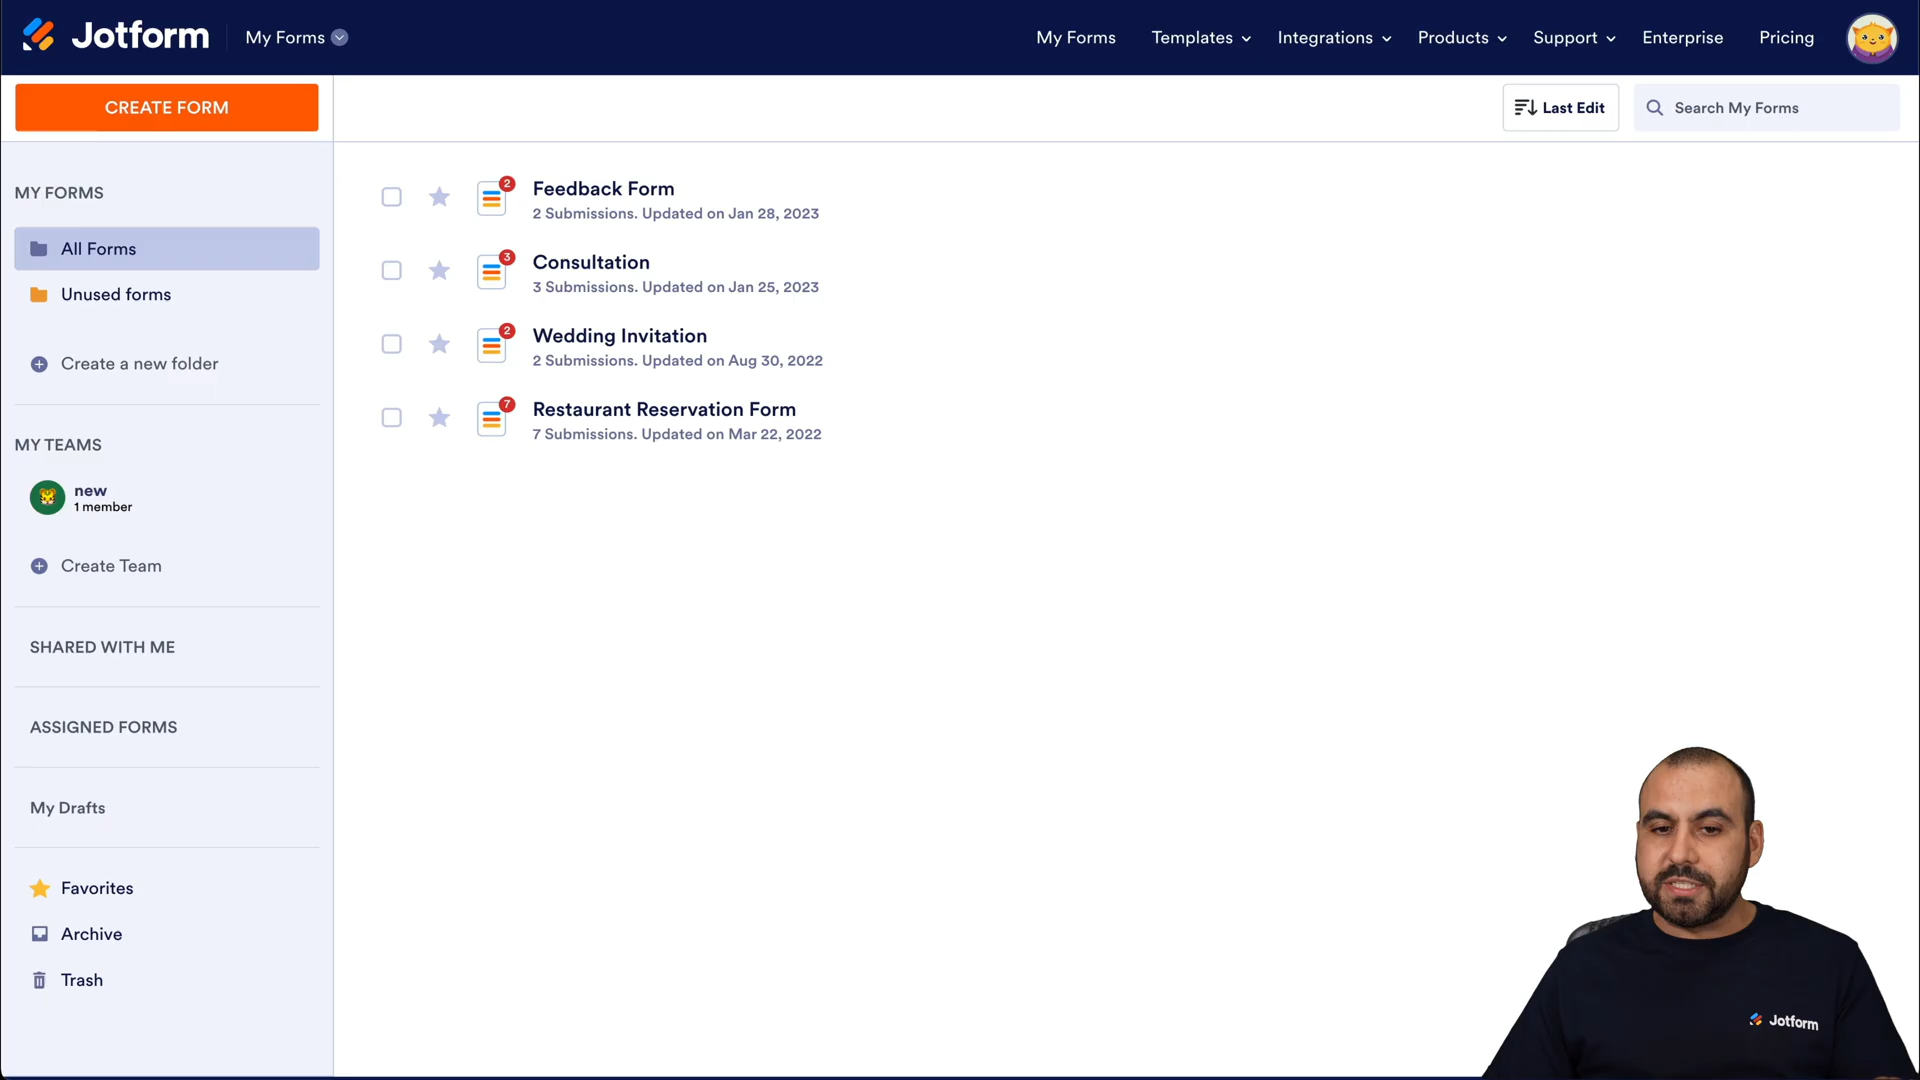 Jotform
My Forms
My Forms
Templates
Integrations
Products
Support
Enterprise
Pricing
CREATE FORM
Last Edit
Search My Forms
MY FORMS
All Forms
Unused forms
Create a new folder
MY TEAMS
new
1 member
Create Team
SHARED WITH ME
ASSIGNED FORMS
My Drafts
Favorites
Archive
Trash
2
Feedback Form
2 Submissions. Updated on Jan 28, 2023
3
Consultation
3 Submissions. Updated on Jan 25, 2023
2
Wedding Invitation
2 Submissions. Updated on Aug 30, 2022
7
Restaurant Reservation Form
7 Submissions. Updated on Mar 22, 2022
Jotform